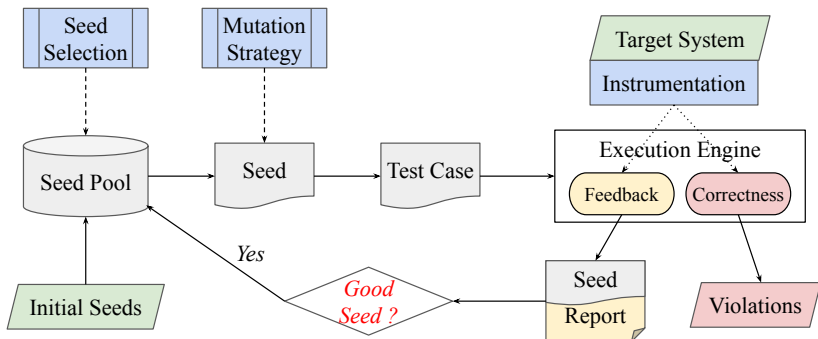 Seed
Selection
Mutation
Strategy
Target System
Instrumentation
Execution Engine
Seed Pool
Seed
Test Case
Feedback
Correctness
Yes
Initial Seeds
Good
Seed ?
Seed
Report
Violations